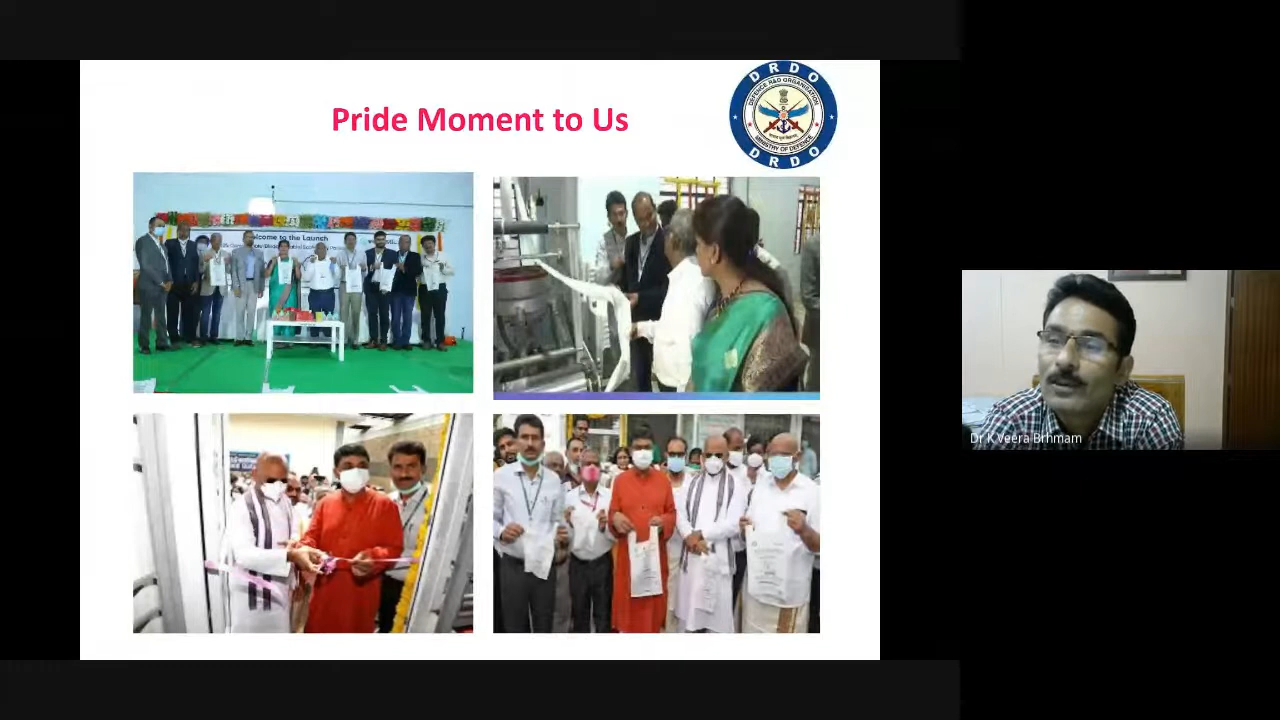 Pride Moment to Us
DRDO
DEFENCE R&D ORGANISATION
MINISTRY OF DEFENCE
DRDO
Welcome to the Launch
Dr K Veera Brhmam